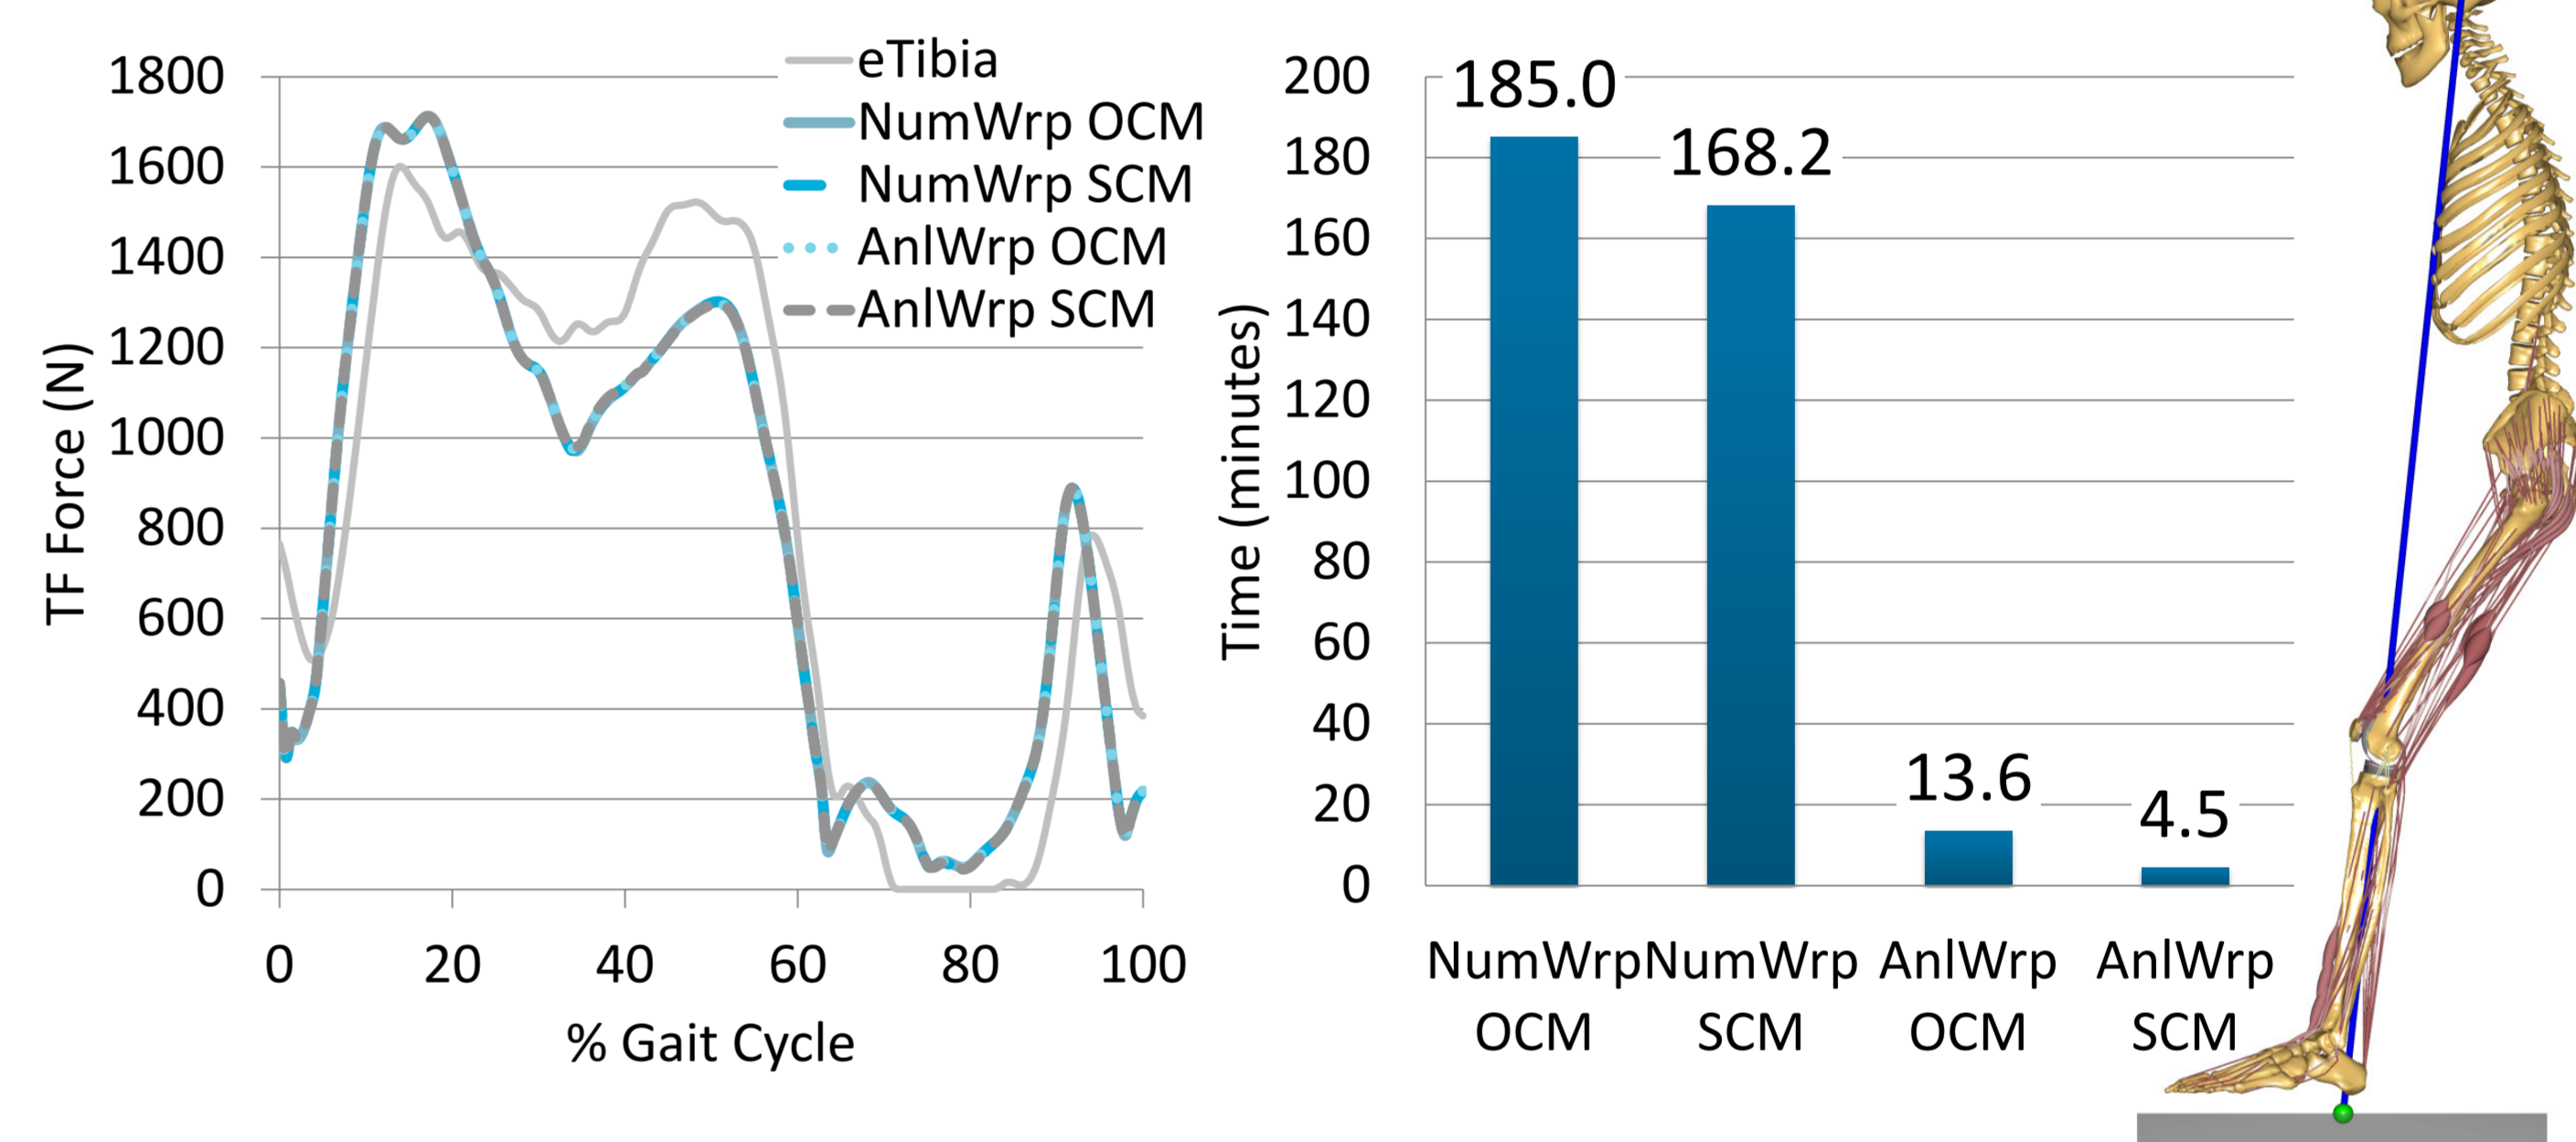 eTibia
NumWrp OCM
NumWrp SCM
AnlWrp OCM
AnlWrp SCM
1800
1600
1400
1200
1000
800
600
400
200
0
TF Force (N)
0 20 40 60 80 100
% Gait Cycle
200
180
160
140
120
100
80
60
40
20
0
Time (minutes)
185.0
168.2
13.6
4.5
NumWrp NumWrp AnlWrp AnlWrp
OCM SCM OCM SCM